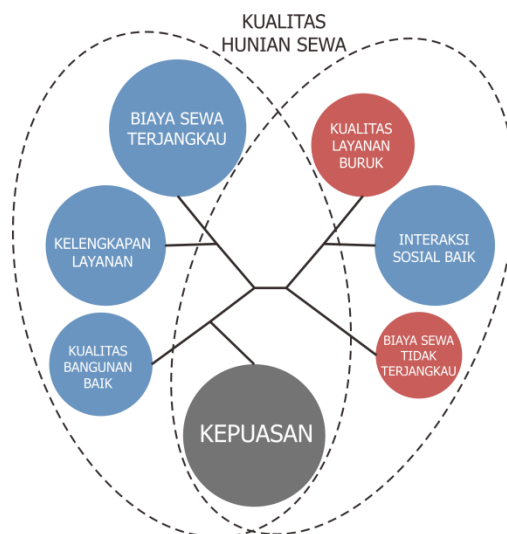 KUALITAS
HUNIAN SEWA
BIAYA SEWA
TERJANGKAU
KUALITAS
LAYANAN
BURUK
KELENGKAPAN
LAYANAN
INTERAKSI
SOSIAL BAIK
KUALITAS
BANGUNAN
BAIK
BIAYA SEWA
TIDAK
TERJANGKAU
KEPUASAN